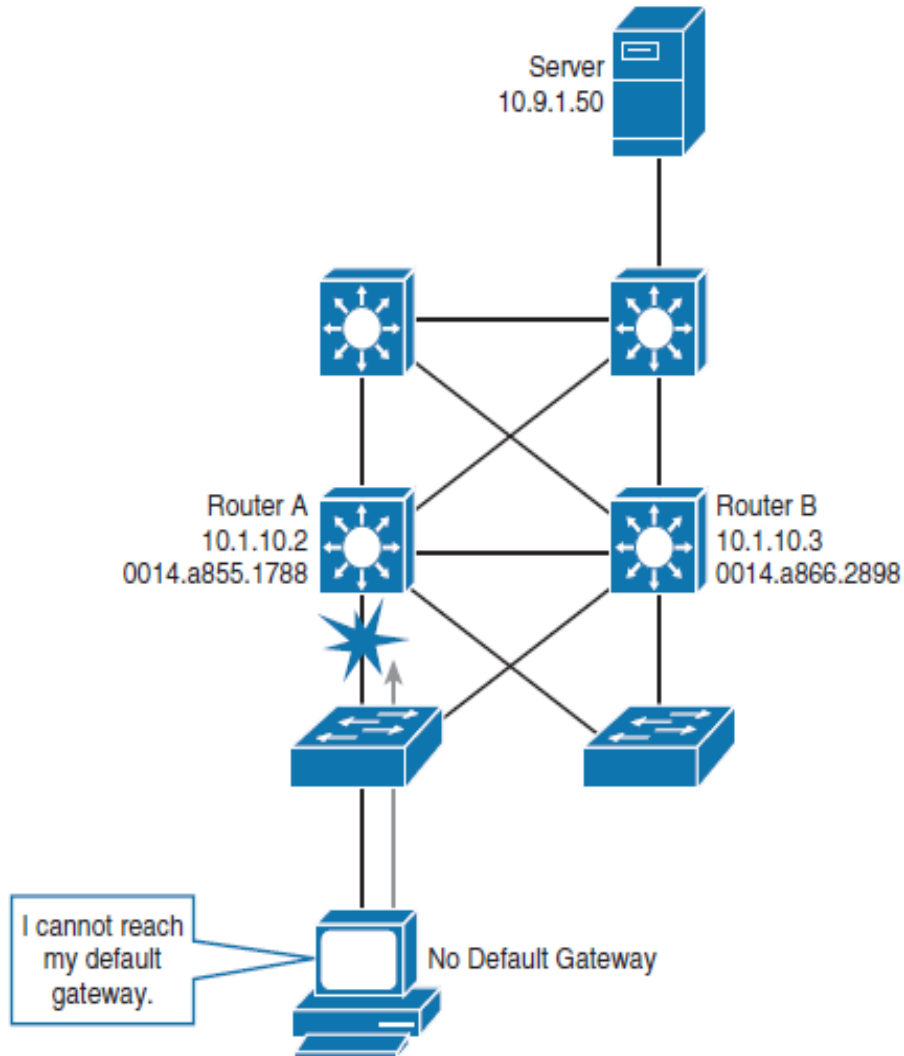 Server
10.9.1.50
Router A
10.1.10.2
0014.a855.1788
Router B
10.1.10.3
0014.a866.2898
I cannot reach
my default
gateway.
No Default Gateway